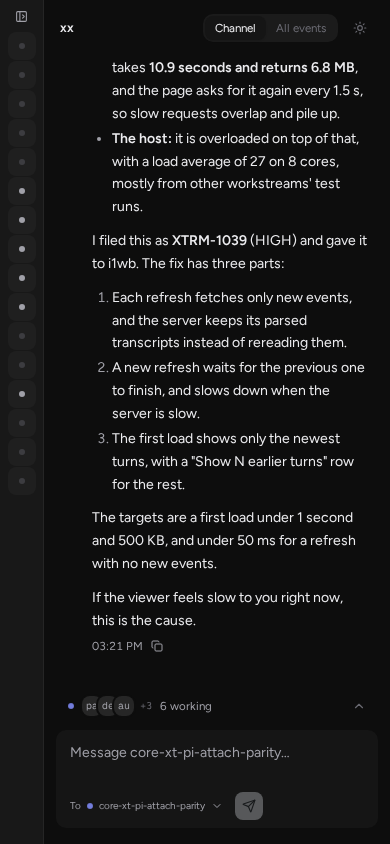 xx
Channel
All events
takes 10.9 seconds and returns 6.8 MB,
and the page asks for it again every 1.5 s,
so slow requests overlap and pile up.
• The host: it is overloaded on top of that,
with a load average of 27 on 8 cores,
mostly from other workstreams' test
runs.
I filed this as XTRM-1039 (HIGH) and gave it
to i1wb. The fix has three parts:
1. Each refresh fetches only new events,
and the server keeps its parsed
transcripts instead of rereading them.
2. A new refresh waits for the previous one
to finish, and slows down when the
server is slow.
3. The first load shows only the newest
turns, with a "Show N earlier turns" row
for the rest.
The targets are a first load under 1 second
and 500 KB, and under 50 ms for a refresh
with no new events.
If the viewer feels slow to you right now,
this is the cause.
03:21 PM
pa de au +3 6 working
Message core-xt-pi-attach-parity...
To core-xt-pi-attach-parity